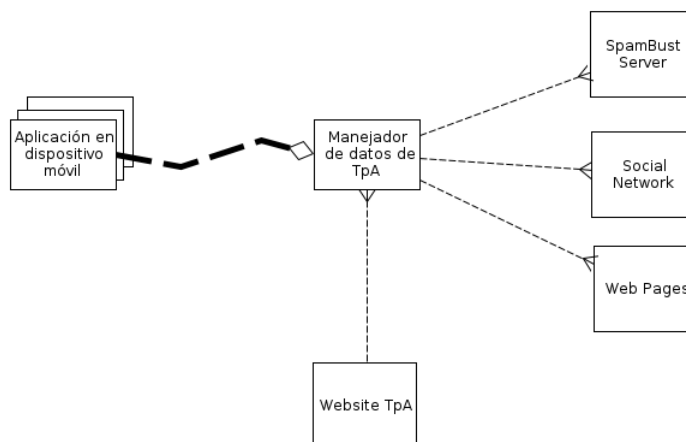 SpamBust
Server
Aplicación en
dispositivo
móvil
Manejador
de datos de
TpA
Social
Network
Web Pages
Website TpA